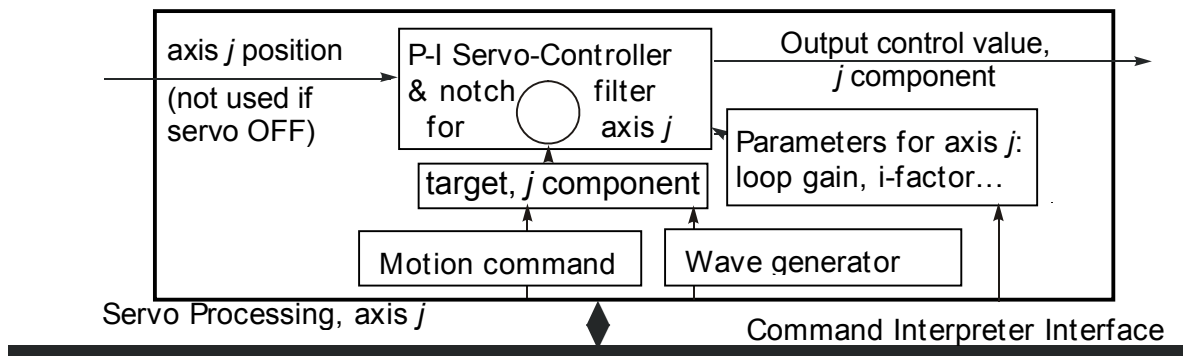 axis j position
(not used if
servo OFF)
P-I Servo-Controller
& notch filter
for axis j
Output control value,
j component
Parameters for axis j:
loop gain, i-factor…
target, j component
Motion command
Wave generator
Servo Processing, axis j
Command Interpreter Interface